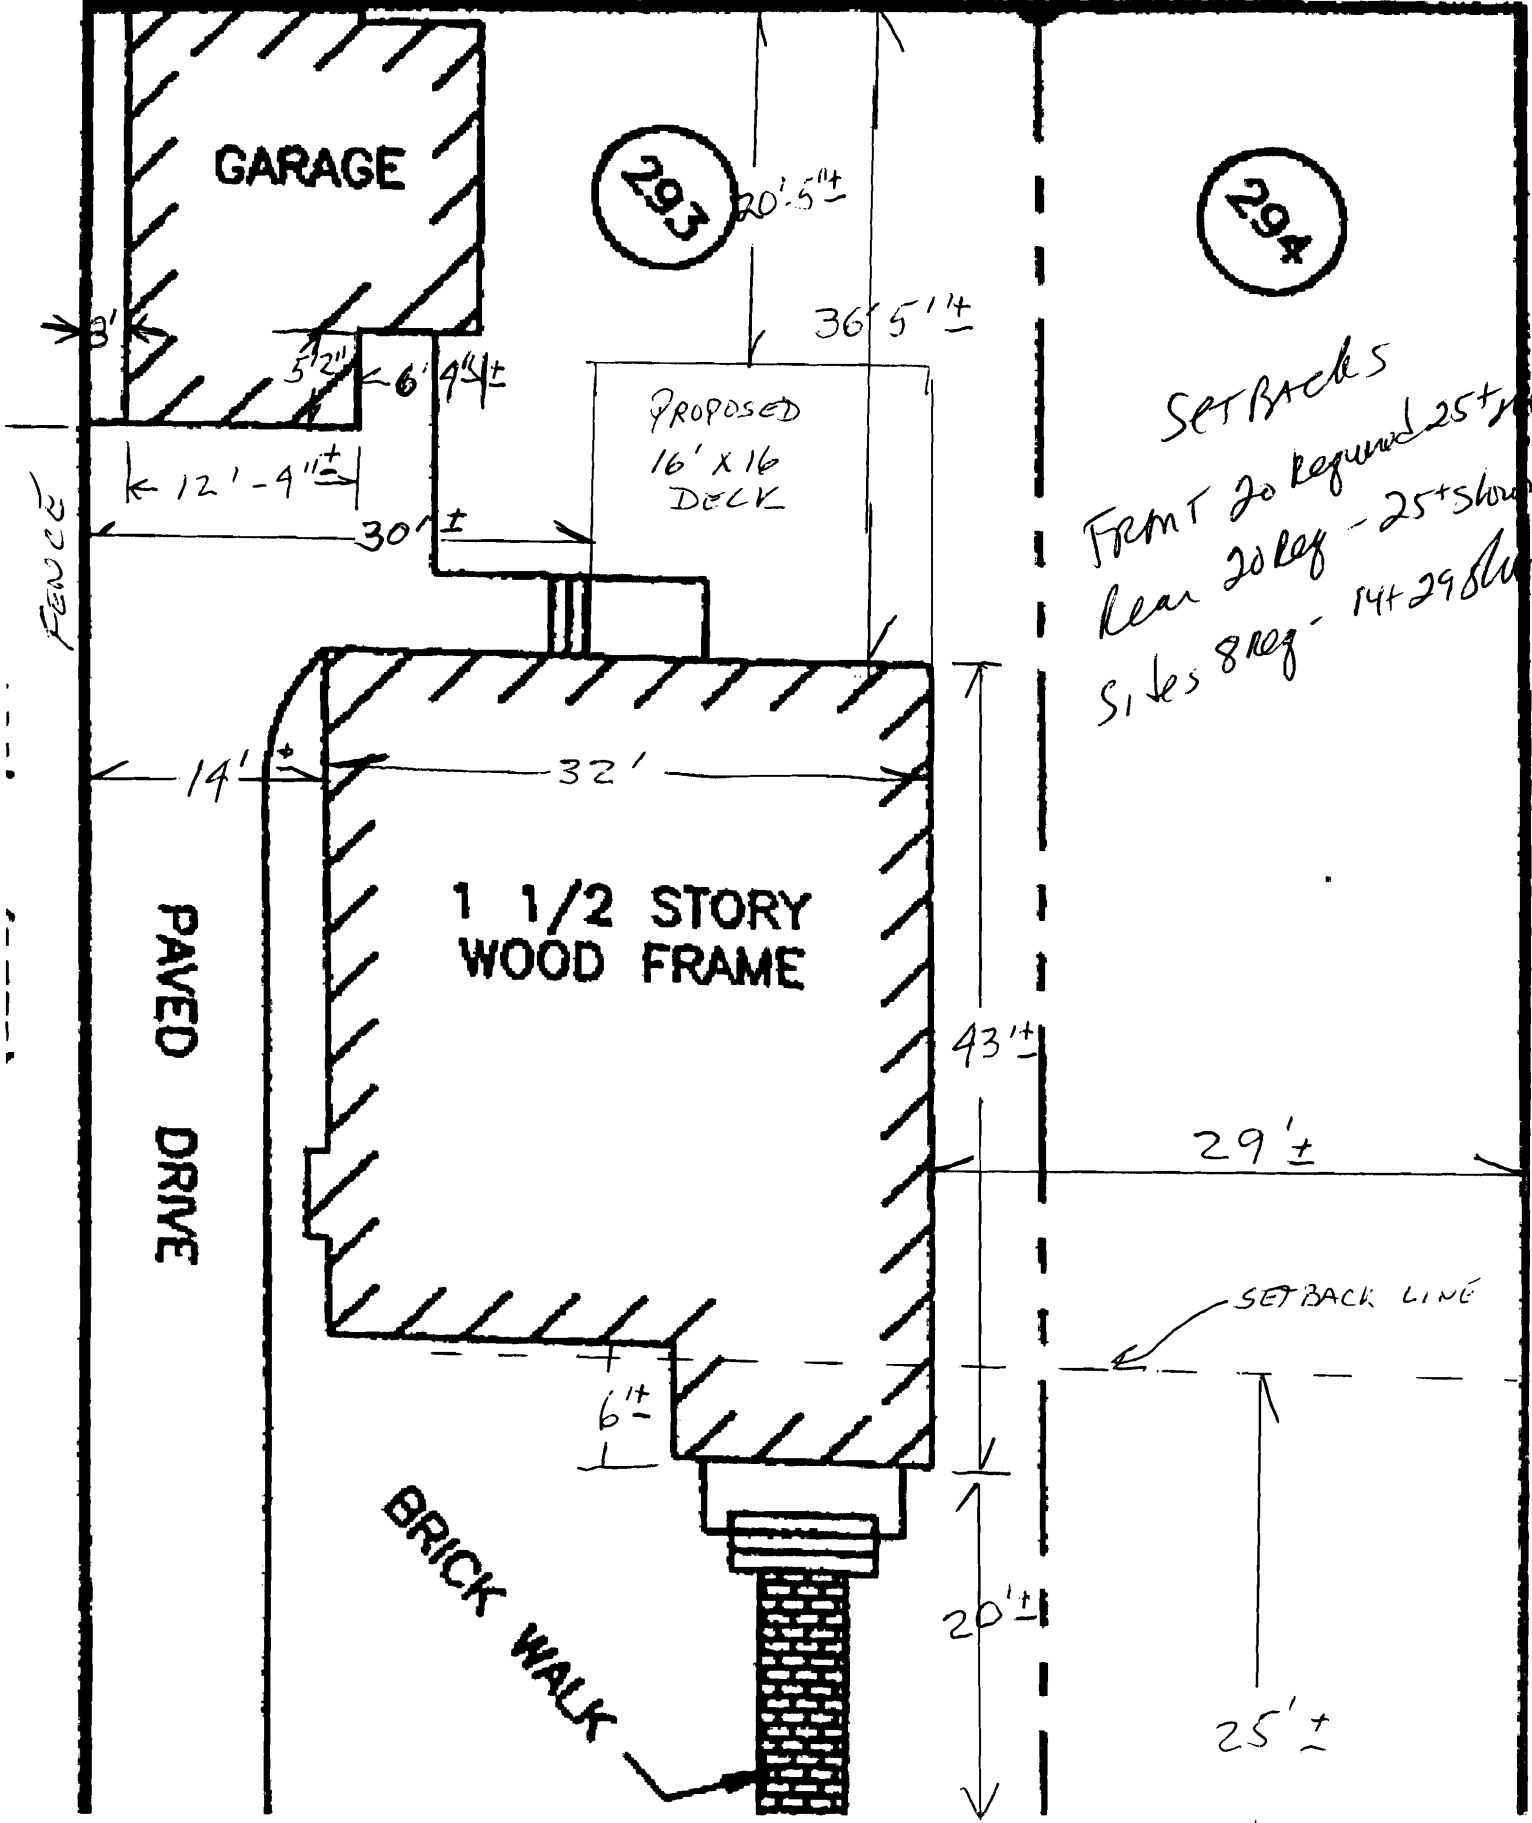 GARAGE
293
20'-5"±
294
36' 5"±
3'
5'2"
6' 4"±
PROPOSED
16' X 16
DECK
SETBACKS
FRONT 20 Required 25+
Rear 20 Req - 25+ Show
Sides 8 req - 14+29
12'-4"±
30'±
FENCE
14'±
32'
1 1/2 STORY
WOOD FRAME
PAVED DRIVE
43'±
29'±
SETBACK LINE
6'±
BRICK WALK
20'±
25'±